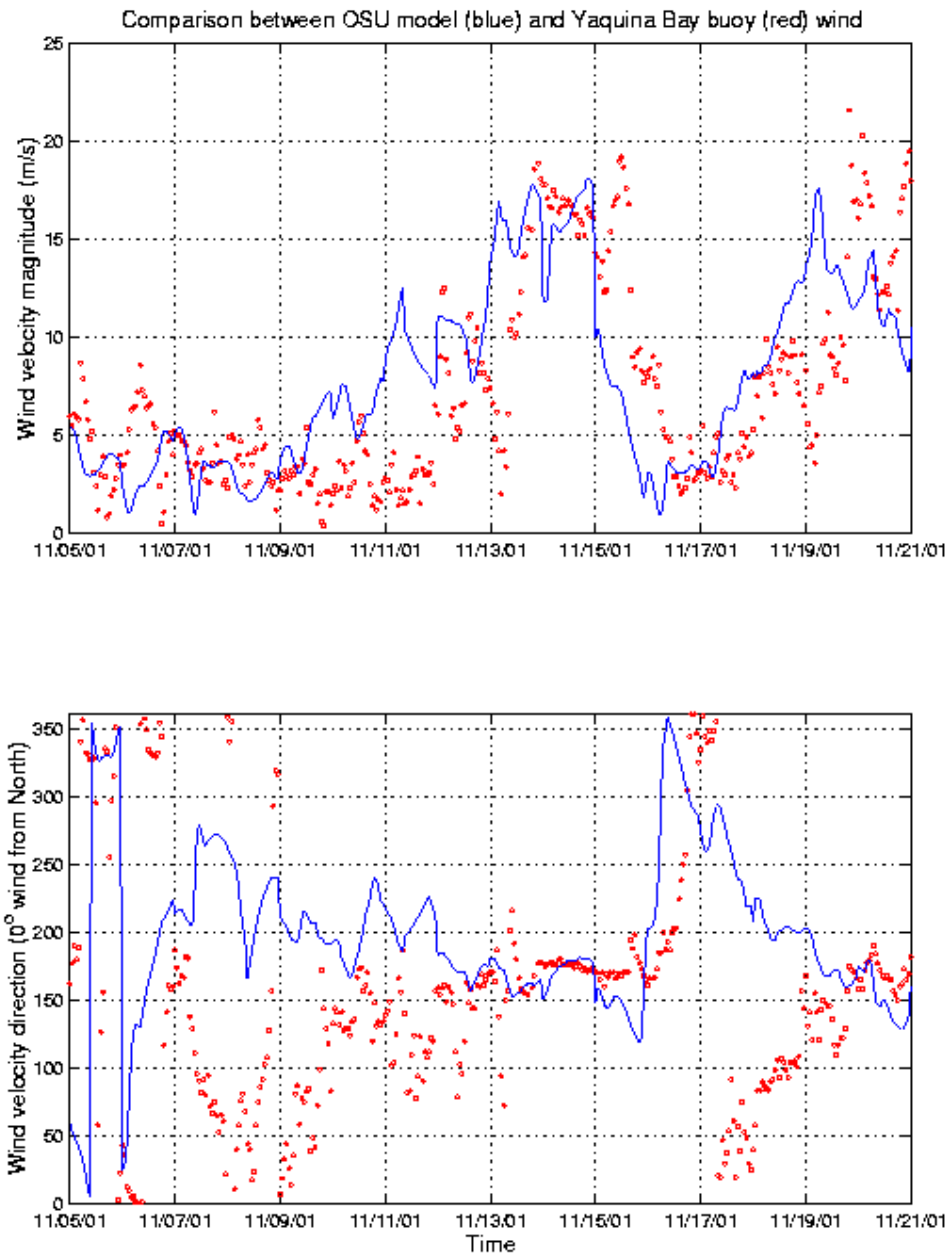 Comparison between OSU model (blue) and Yaquina Bay buoy (red) wind
Wind velocity magnitude (m/s)
25
20
15
10
5
0
11/05/01 11/07/01 11/09/01 11/11/01 11/13/01 11/15/01 11/17/01 11/19/01 11/21/01
Wind velocity direction (0° wind from North)
350
300
250
200
150
100
50
0
11/05/01 11/07/01 11/09/01 11/11/01 11/13/01 11/15/01 11/17/01 11/19/01 11/21/01
Time